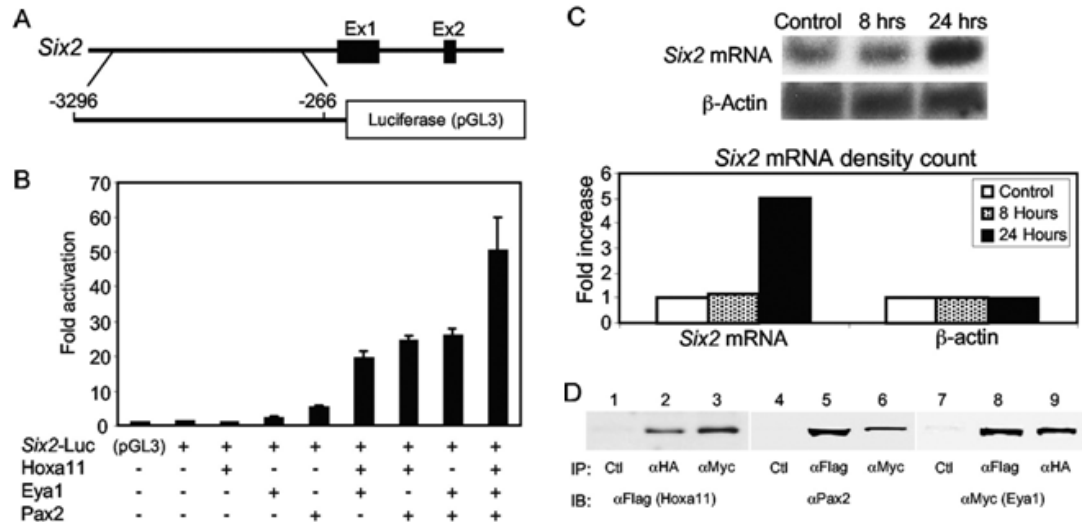 A
Six2
Ex1
Ex2
-3296
-266
Luciferase (pGL3)
B
70
60
50
40
30
20
10
0
Fold activation
Six2-Luc (pGL3) + + + + + + + +
Hoxa11 - - + - - + + - +
Eya1 - - - + - + - + +
Pax2 - - - - + - + + +
C
Control 8 hrs 24 hrs
Six2 mRNA
β-Actin
Six2 mRNA density count
6
5
4
3
2
1
0
Fold increase
Control
8 Hours
24 Hours
Six2 mRNA β-actin
D
1 2 3 4 5 6 7 8 9
IP: Ctl αHA αMyc Ctl αFlag αMyc Ctl αFlag αHA
IB: αFlag (Hoxa11) αPax2 αMyc (Eya1)